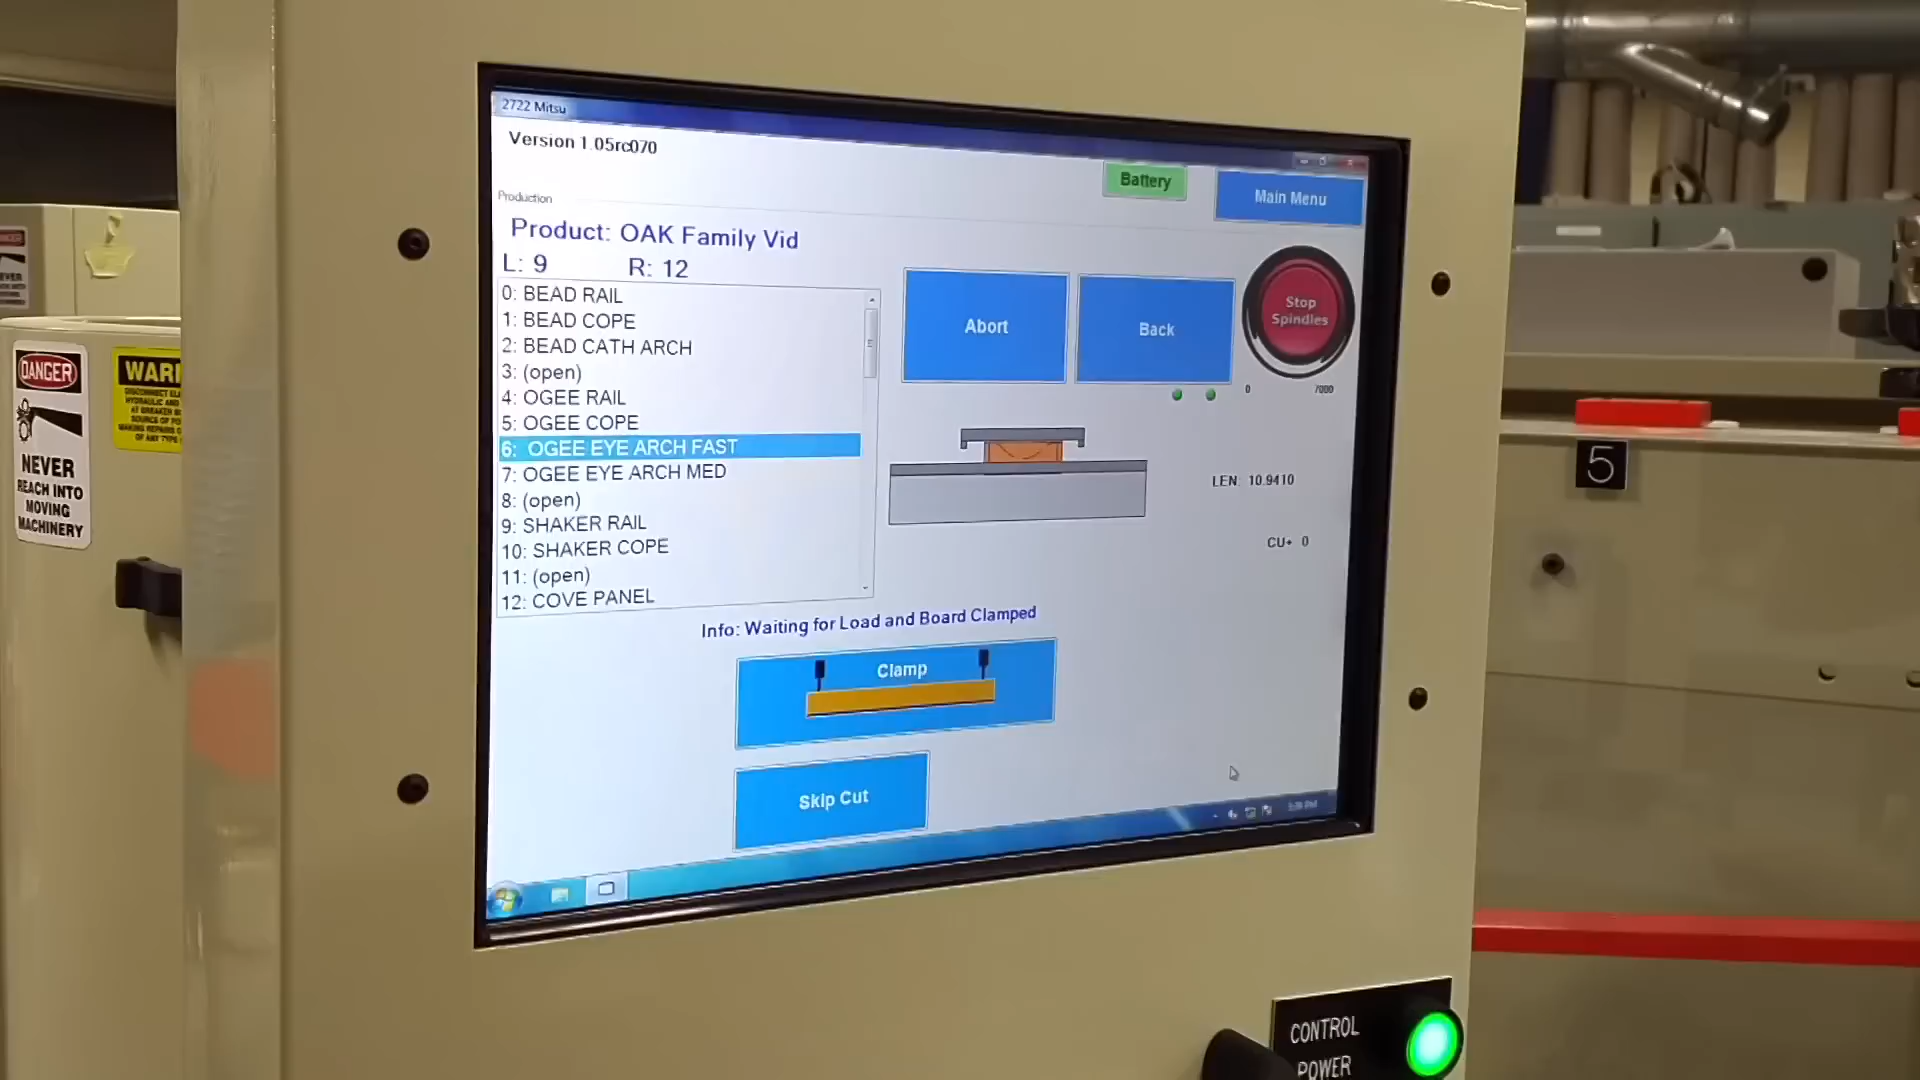 2722 Mitsu
Version 1.05rc070
Battery
Main Menu
Production
Product: OAK Family Vid
L: 9 R: 12
0: BEAD RAIL
1: BEAD COPE
2: BEAD CATH ARCH
3: (open)
4: OGEE RAIL
5: OGEE COPE
6: OGEE EYE ARCH FAST
7: OGEE EYE ARCH MED
8: (open)
9: SHAKER RAIL
10: SHAKER COPE
11: (open)
12: COVE PANEL
Abort
Back
Stop
Spindles
0 7000
LEN: 10.9410
CU+ 0
Info: Waiting for Load and Board Clamped
Clamp
Skip Cut
CONTROL
POWER
DANGER
NEVER
REACH INTO
MOVING
MACHINERY
WARN
5